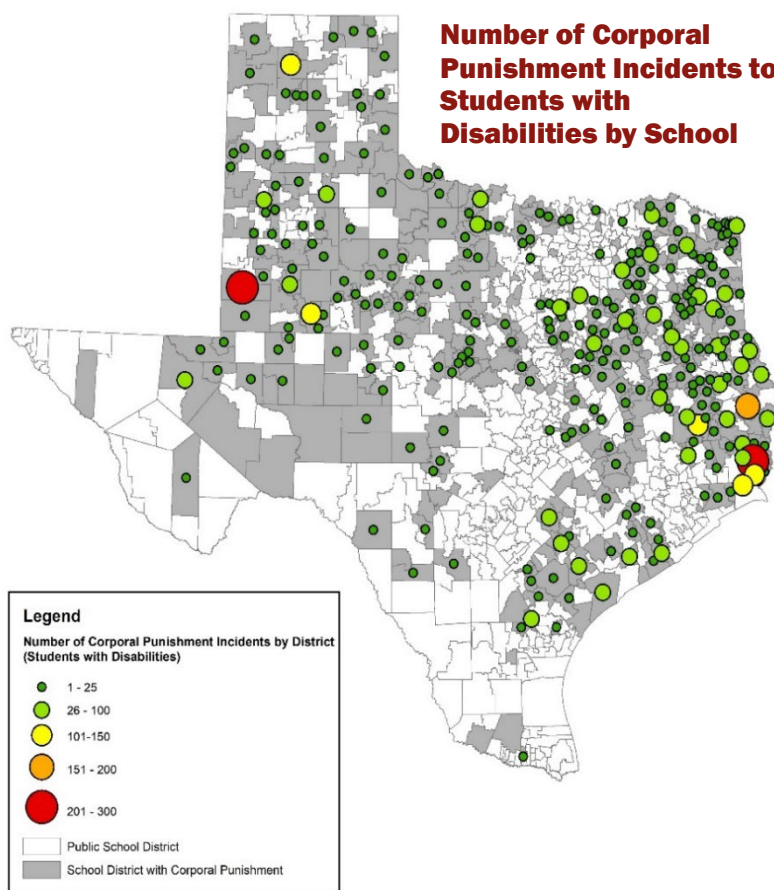 Number of Corporal
Punishment Incidents to
Students with
Disabilities by School
Legend
Number of Corporal Punishment Incidents by District
(Students with Disabilities)
1 - 25
26 - 100
101-150
151 - 200
201 - 300
Public School District
School District with Corporal Punishment